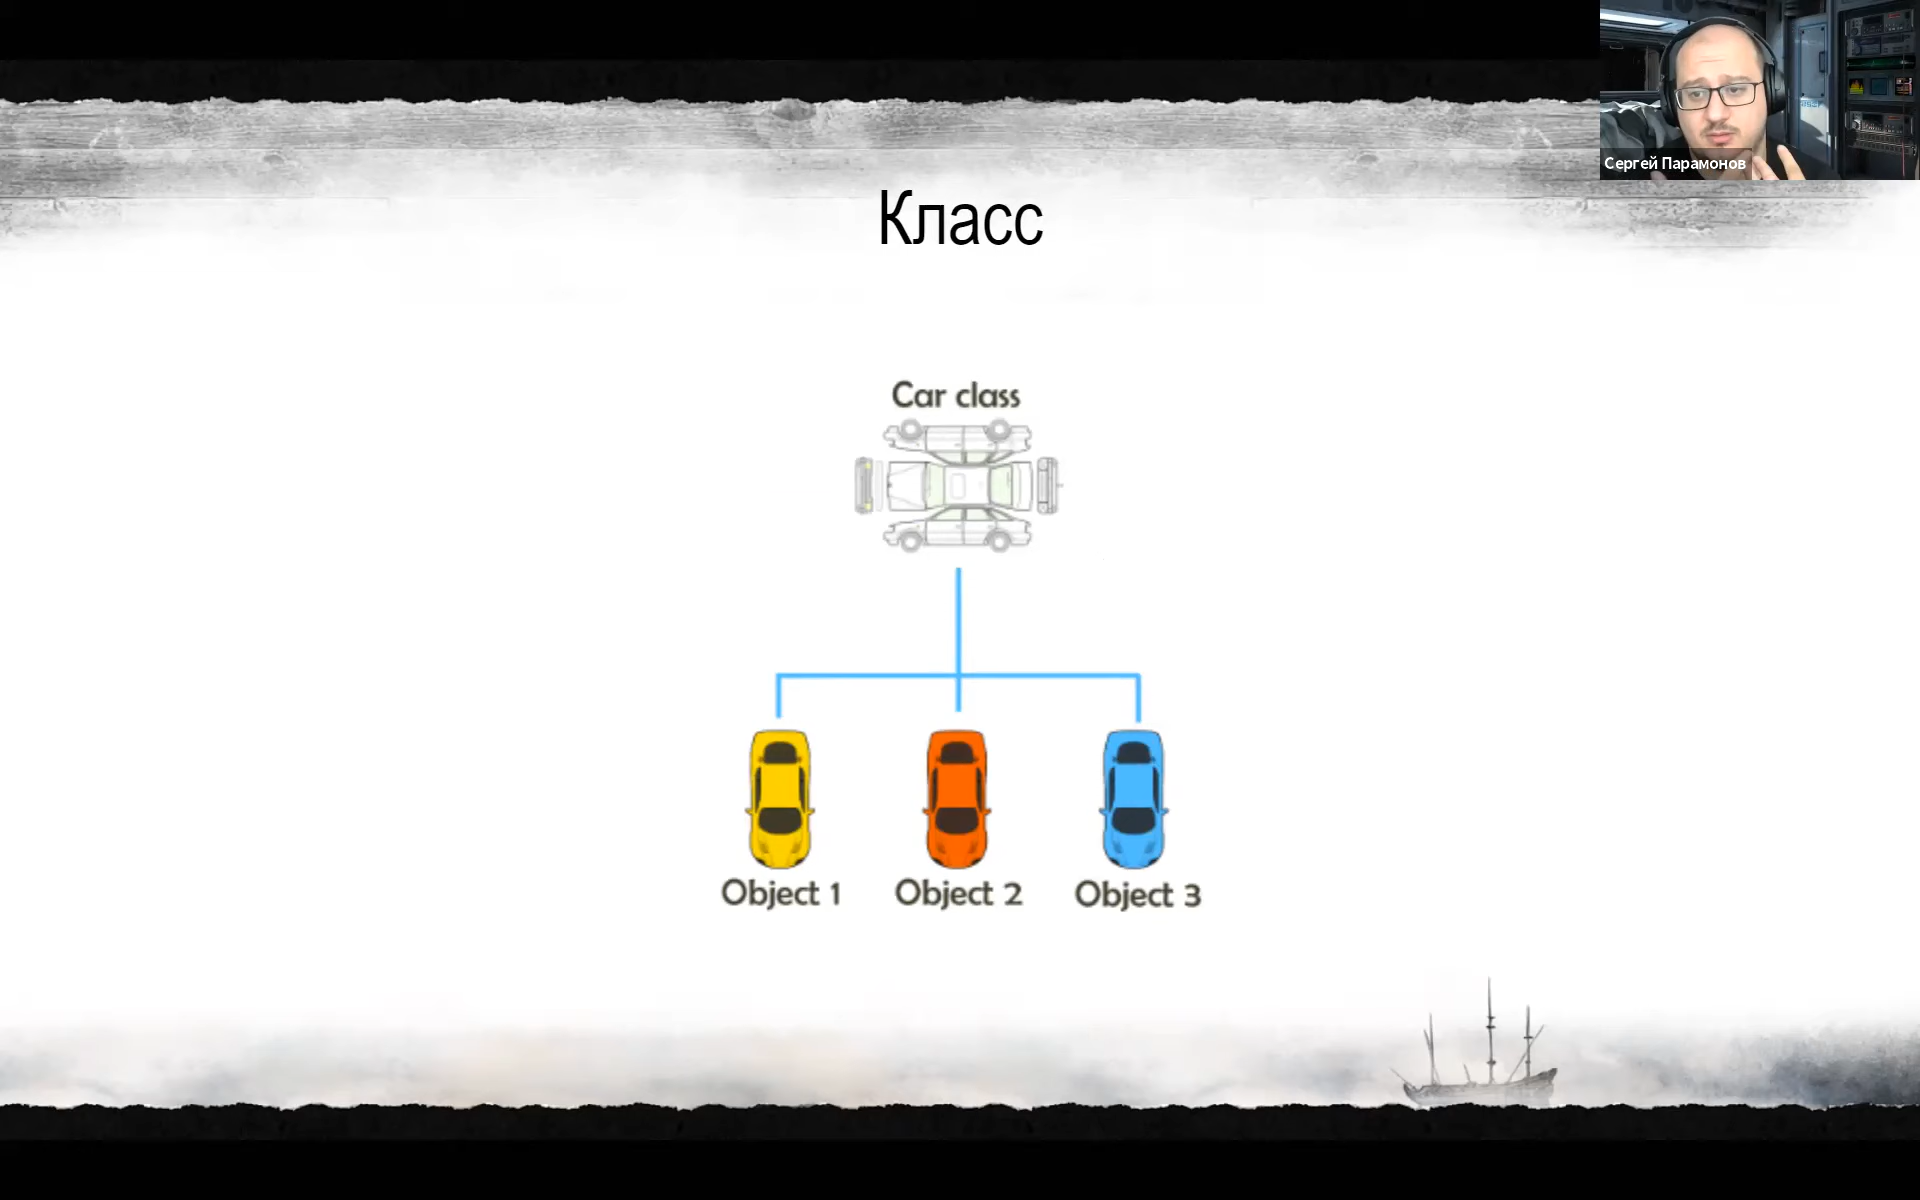 Сергей Парамонов
Класс
Car class
Object 1
Object 2
Object 3